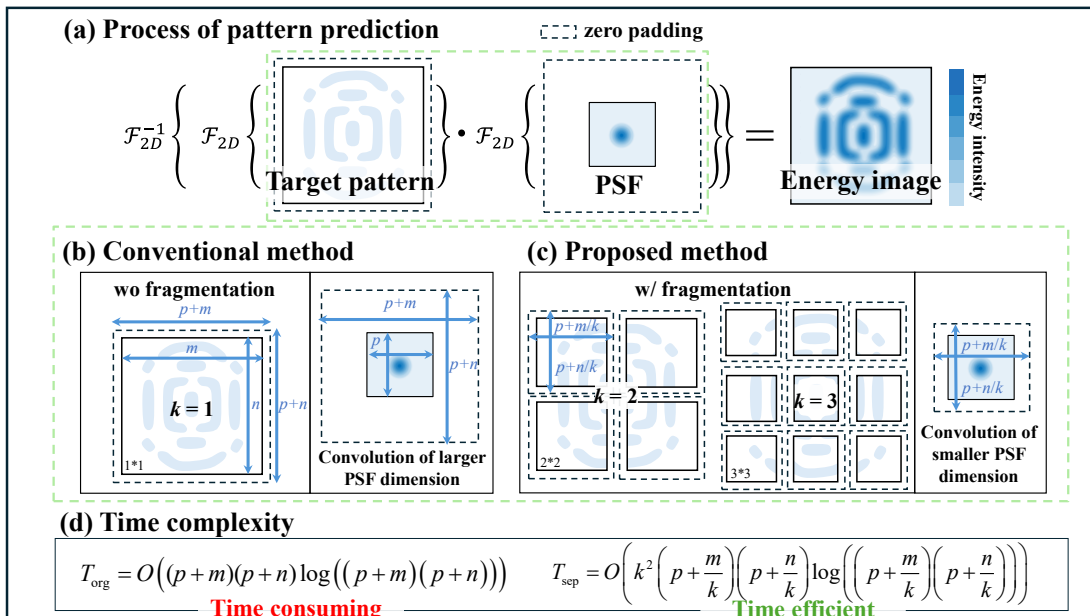 (a) Process of pattern prediction
zero padding
ℱ₂D⁻¹ { ℱ₂D { Target pattern } • ℱ₂D { PSF } } = Energy image
Energy intensity
(b) Conventional method
wo fragmentation
p+m
m
n
p+n
k = 1
1*1
p+m
p
p+n
Convolution of larger
PSF dimension
(c) Proposed method
w/ fragmentation
p+m/k
p+n/k
k = 2
2*2
k = 3
3*3
p+m/k
p+n/k
Convolution of
smaller PSF
dimension
(d) Time complexity
T_org = O((p+m)(p+n)log((p+m)(p+n)))
Time consuming
T_sep = O(k²(p+m/k)(p+n/k)log((p+m/k)(p+n/k)))
Time efficient